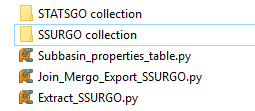 STATSGO collection
SSURGO collection
Subbasin_properties_table.py
Join_Mergo_Export_SSURGO.py
Extract_SSURGO.py